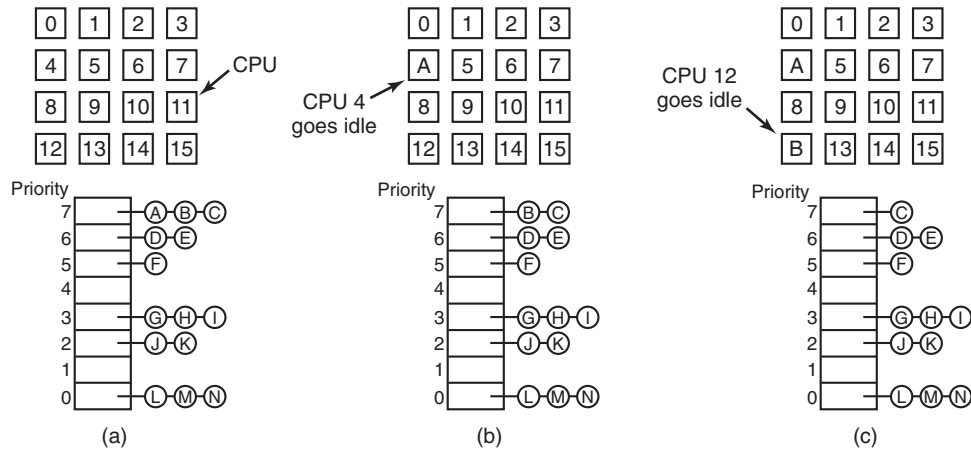 0 1 2 3
4 5 6 7
8 9 10 11
12 13 14 15
CPU
Priority
7 A B C
6 D E
5 F
4
3 G H I
2 J K
1
0 L M N
(a)
0 1 2 3
A 5 6 7
8 9 10 11
12 13 14 15
CPU 4
goes idle
Priority
7 B C
6 D E
5 F
4
3 G H I
2 J K
1
0 L M N
(b)
0 1 2 3
A 5 6 7
8 9 10 11
B 13 14 15
CPU 12
goes idle
Priority
7 C
6 D E
5 F
4
3 G H I
2 J K
1
0 L M N
(c)